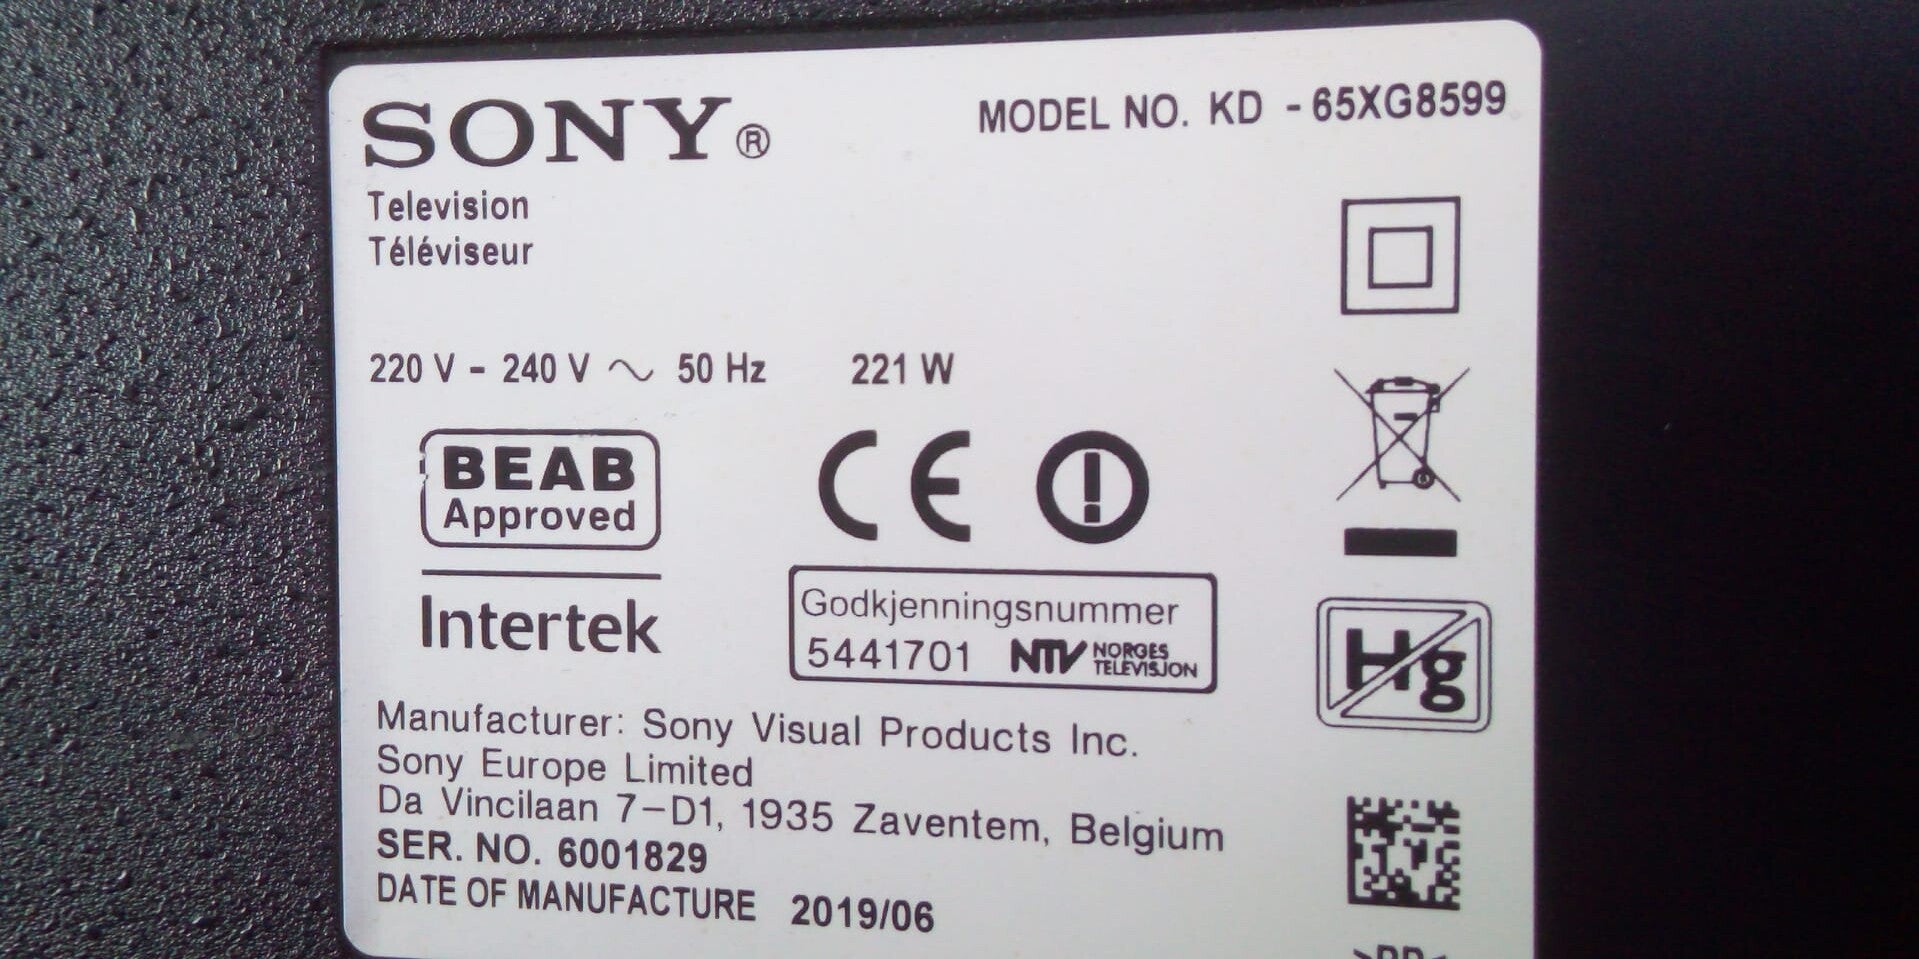 SONY®
MODEL NO. KD - 65XG8599
Television
Téléviseur
220 V - 240 V ~ 50 Hz 221 W
BEAB
Approved
Intertek
CE
Godkjenningsnummer
5441701 NTV NORGES TELEVISJON
Hg
Manufacturer: Sony Visual Products Inc.
Sony Europe Limited
Da Vincilaan 7-D1, 1935 Zaventem, Belgium
SER. NO. 6001829
DATE OF MANUFACTURE 2019/06